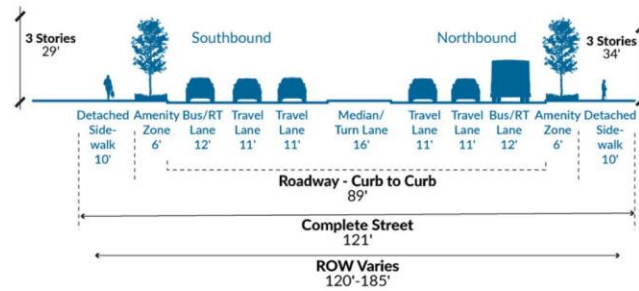 3 Stories
29'
Southbound
Northbound
3 Stories
34'
Detached
Side-
walk
10'
Amenity
Zone
6'
Bus/RT
Lane
12'
Travel
Lane
11'
Travel
Lane
11'
Median/
Turn Lane
16'
Travel
Lane
11'
Travel
Lane
11'
Bus/RT
Lane
12'
Amenity
Zone
6'
Detached
Side-
walk
10'
Roadway - Curb to Curb
89'
Complete Street
121'
ROW Varies
120'-185'